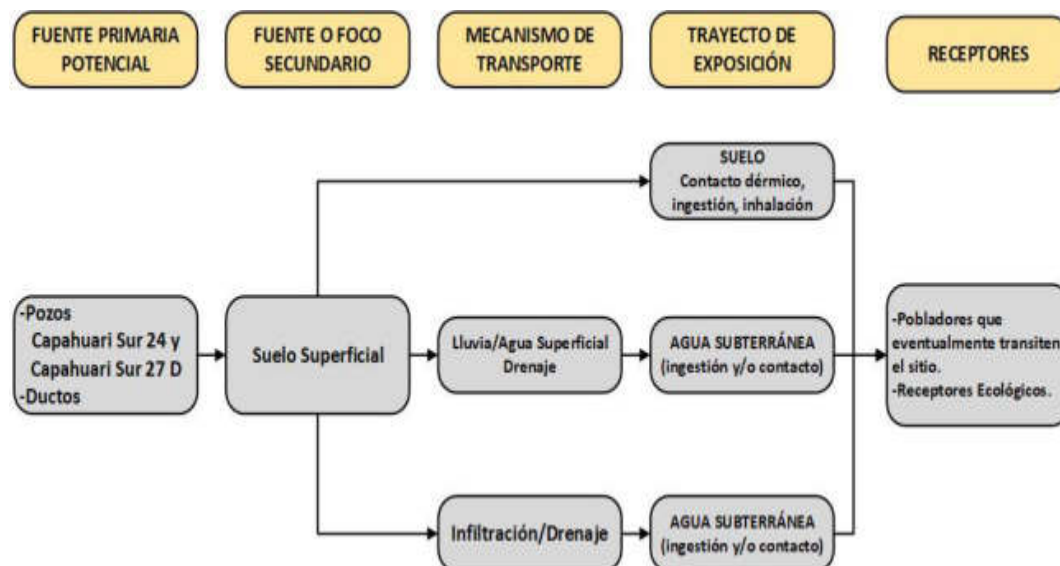 FUENTE PRIMARIA
POTENCIAL
FUENTE O FOCO
SECUNDARIO
MECANISMO DE
TRANSPORTE
TRAYECTO DE
EXPOSICIÓN
RECEPTORES
SUELO
Contacto dérmico,
ingestión, inhalación
-Pozos
Capahuari Sur 24 y
Capahuari Sur 27 D
-Ductos
Suelo Superficial
Lluvia/Agua Superficial
Drenaje
AGUA SUBTERRÁNEA
(ingestión y/o contacto)
-Pobladores que
eventualmente transiten
el sitio.
-Receptores Ecológicos.
Infiltración/Drenaje
AGUA SUBTERRÁNEA
(ingestión y/o contacto)